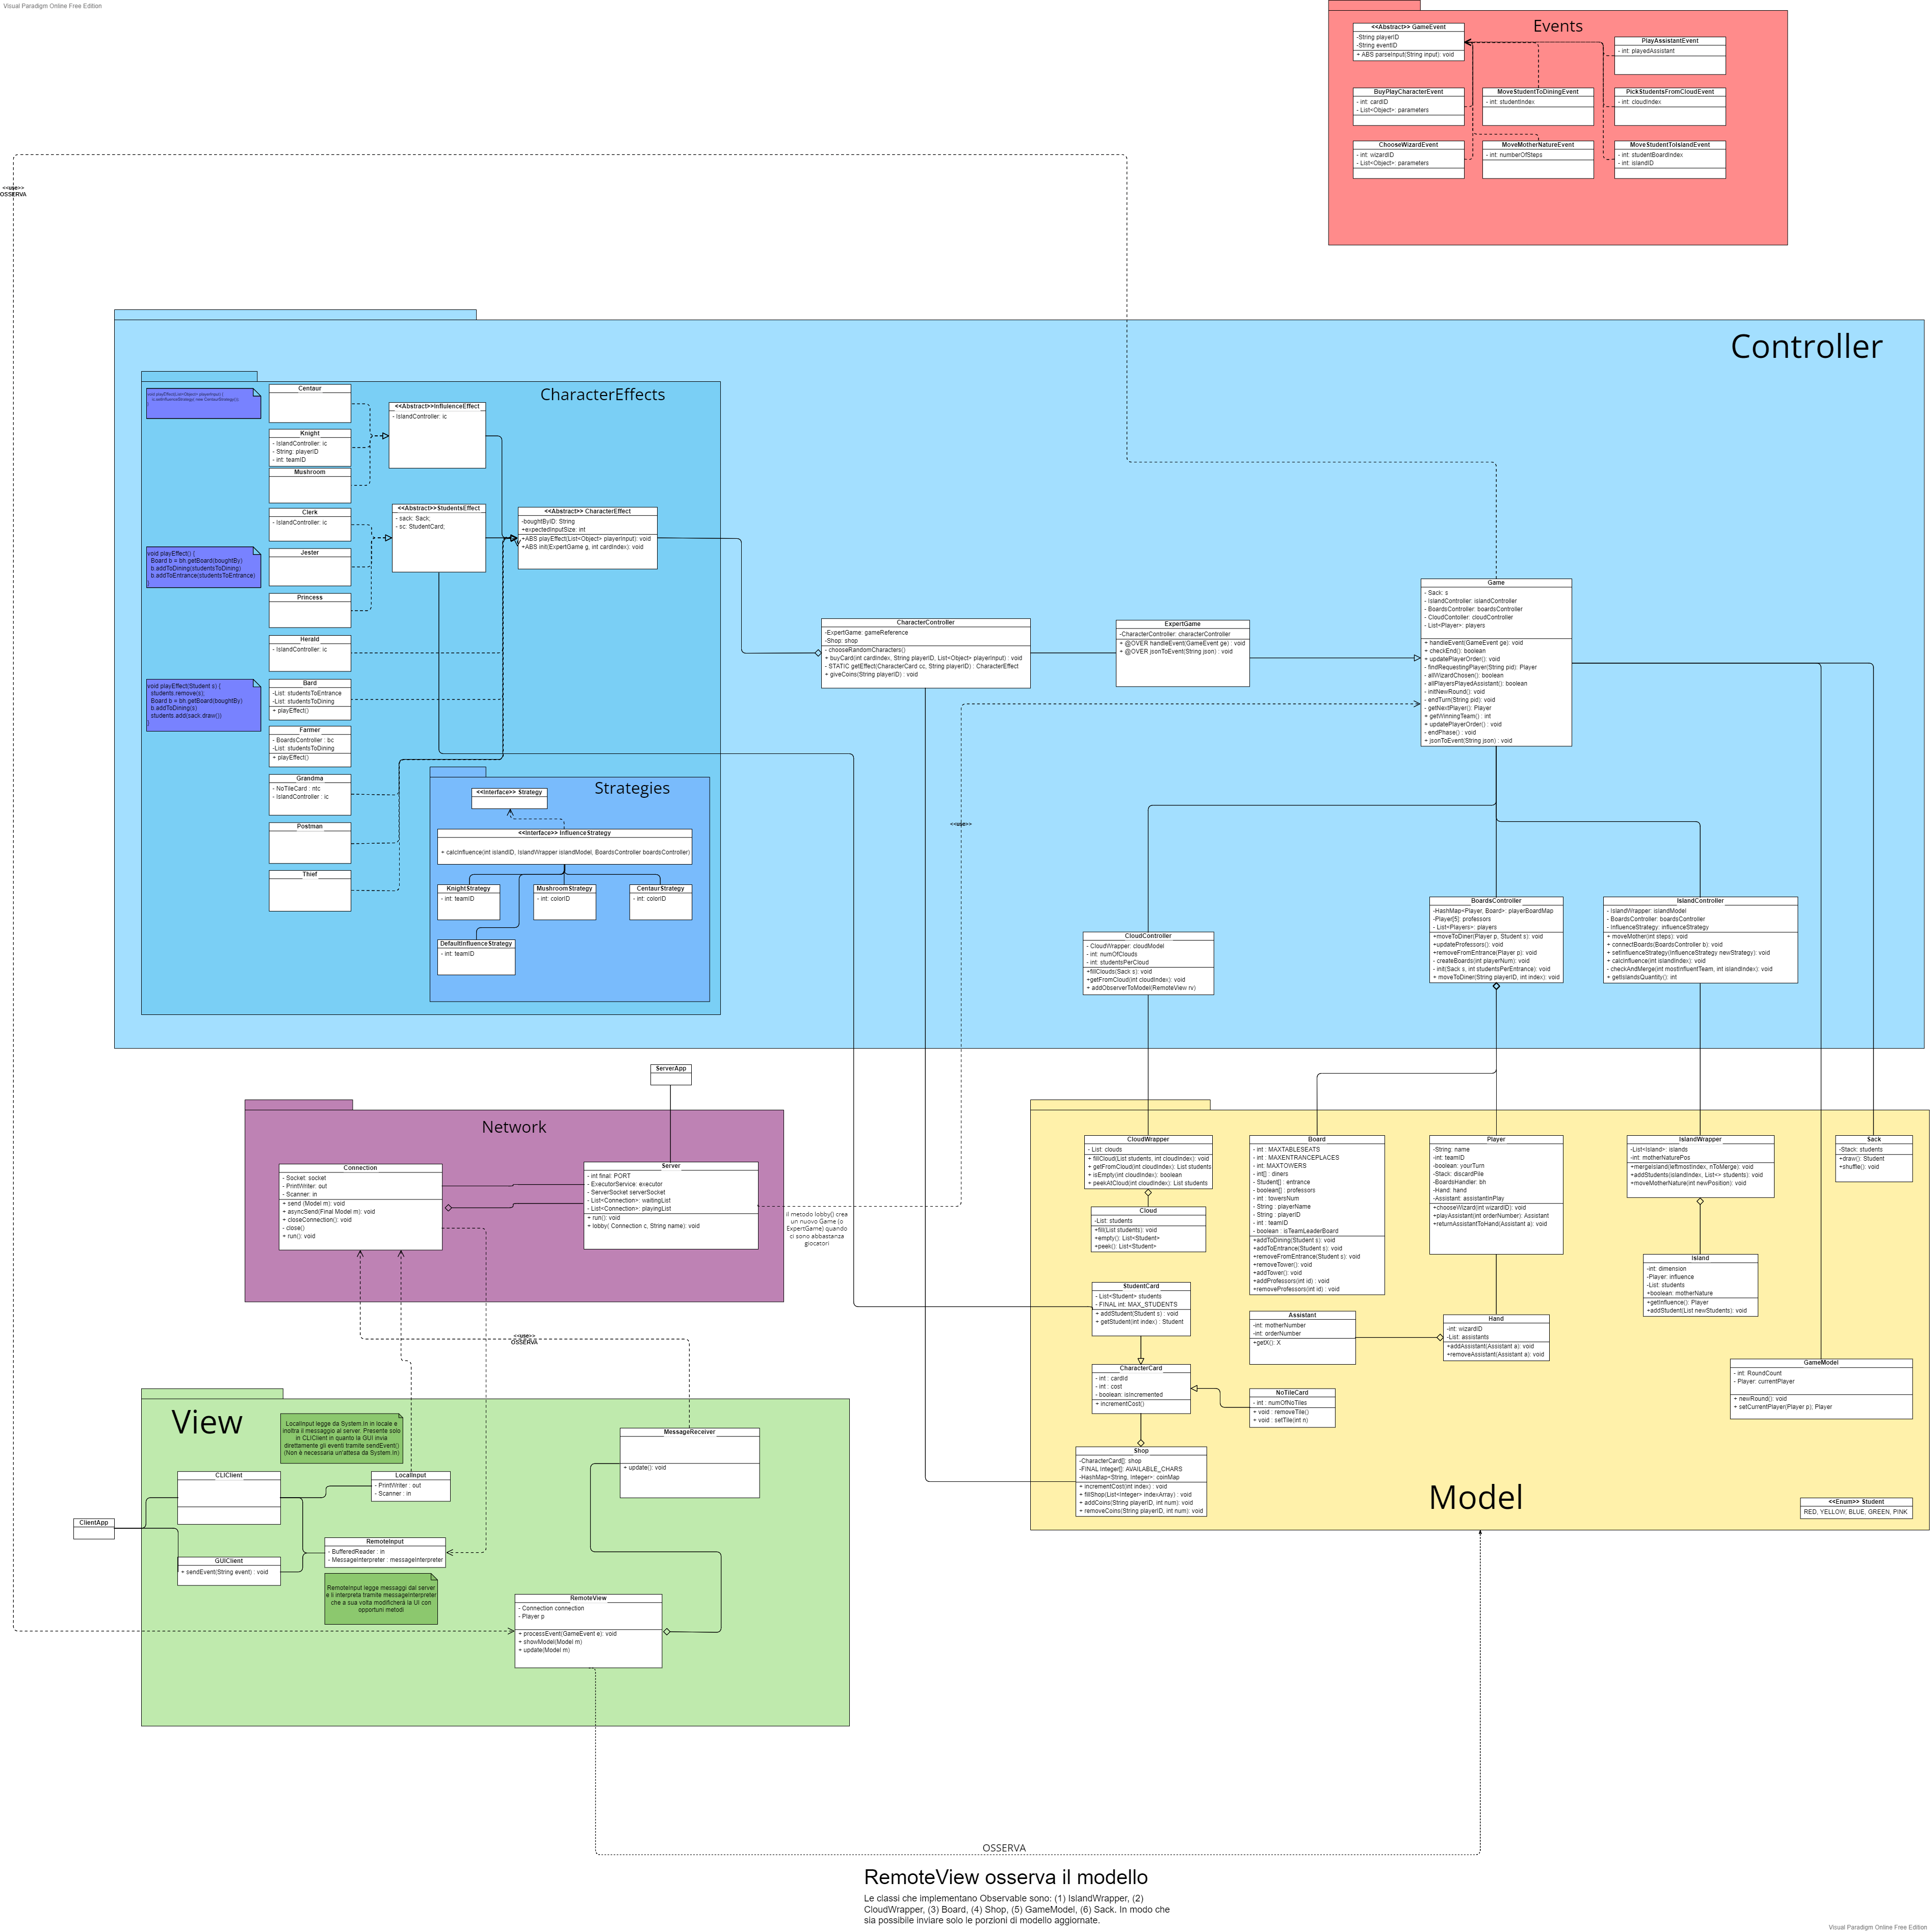 Visual Paradigm Online Free Edition
Events
<<Abstract>> GameEvent
-String playerID
-String eventID
+ ABS parseInput(String input): void
PlayAssistantEvent
- int: playedAssistant
BuyPlayCharacterEvent
- int: cardID
- List<Object>: parameters
MoveStudentToDiningEvent
- int: studentIndex
PickStudentsFromCloudEvent
- int: cloudIndex
ChooseWizardEvent
- int: wizardID
- List<Object>: parameters
MoveMotherNatureEvent
- int: numberOfSteps
MoveStudentToIslandEvent
- int: studentBoardIndex
- int: islandID
<<use>>
OSSERVA
Controller
CharacterEffects
void playEffect(List<Object> playerInput) {
Centaur
<<Abstract>>InflulenceEffect
- IslandController: ic
Knight
- IslandController: ic
- String: playerID
- int: teamID
Mushroom
Clerk
- IslandController: ic
<<Abstract>>StudentsEffect
- sack: Sack;
- sc: StudentCard;
<<Abstract>> CharacterEffect
-boughtByID: String
+expectedInputSize: int
+ABS playEffect(List<Object> playerInput): void
+ABS init(ExpertGame g, int cardIndex): void
void playEffect() {
Board b = bh.getBoard(boughtBy)
b.addToDining(studentsToDining)
b.addToEntrance(studentsToEntrance)
}
Jester
Princess
Herald
- IslandController: ic
void playEffect(Student s) {
students.remove(s);
Board b = bh.getBoard(boughtBy)
b.addToDining(s)
students.add(sack.draw())
}
Bard
-List: studentsToEntrance
-List: studentsToDining
+ playEffect()
Farmer
- BoardsController : bc
-List: studentsToDining
+ playEffect()
Grandma
- NoTileCard : ntc
- IslandController : ic
Postman
Thief
Strategies
<<Interface>> Strategy
<<Interface>> InfluenceStrategy
+ calcInfluence(int islandID, IslandWrapper islandModel, BoardsController boardsController)
KnightStrategy
- int: teamID
MushroomStrategy
- int: colorID
CentaurStrategy
- int: colorID
DefaultInfluenceStrategy
- int: teamID
CharacterController
-ExpertGame: gameReference
-Shop: shop
- chooseRandomCharacters()
+ buyCard(int cardIndex, String playerID, List<Object> playerInput) : void
- STATIC getEffect(CharacterCard cc, String playerID) : CharacterEffect
+ giveCoins(String playerID) : void
ExpertGame
-CharacterController: characterController
+ @OVER handleEvent(GameEvent ge) : void
+ @OVER jsonToEvent(String json) : void
Game
- Sack: s
- IslandController: islandController
- BoardsController: boardsController
- CloudContoller: cloudController
- List<Player>: players
+ handleEvent(GameEvent ge): void
+ checkEnd(): boolean
+ updatePlayerOrder(): void
- findRequestingPlayer(String pid): Player
- allWizardChosen(): boolean
- allPlayersPlayedAssistant(): boolean
- initNewRound(): void
- endTurn(String pid): void
- getNextPlayer(): Player
+ getWinningTeam() : int
+ updatePlayerOrder() : void
- endPhase() : void
+ jsonToEvent(String json) : void
<<use>>
CloudController
- CloudWrapper: cloudModel
- int: numOfClouds
- int: studentsPerCloud
+fillClouds(Sack s): void
+getFromCloud(int cloudIndex): void
+ addObserverToModel(RemoteView rv)
BoardsController
-HashMap<Player, Board>: playerBoardMap
-Player[5]: professors
- List<Players>: players
+moveToDiner(Player p, Student s): void
+updateProfessors(): void
+removeFromEntrance(Player p): void
- createBoards(int playerNum): void
- init(Sack s, int studentsPerEntrance): void
+ moveToDiner(String playerID, int index): void
IslandController
- IslandWrapper: islandModel
- BoardsController: boardsController
- InfluenceStrategy: influenceStrategy
+ moveMother(int steps): void
+ connectBoards(BoardsController b): void
+ setInfluenceStrategy(influenceStrategy newStrategy): void
+ calcInfluence(int islandIndex): void
- checkAndMerge(int mostInfluentTeam, int islandIndex): void
+ getIslandsQuantity(): int
ServerApp
Network
Connection
- Socket: socket
- PrintWriter: out
- Scanner: in
+ send (Model m): void
+ asyncSend(Final Model m): void
+ closeConnection(): void
- close()
+ run(): void
Server
- int final: PORT
- ExecutorService: executor
- ServerSocket serverSocket
- List<Connection>: waitingList
- List<Connection>: playingList
+ run(): void
+ lobby( Connection c, String name): void
Il metodo lobby() crea
un nuovo Game (o
ExpertGame) quando
ci sono abbastanza
giocatori
<<use>>
OSSERVA
Model
CloudWrapper
- List: clouds
+ fillCloud(List students, int cloudIndex): void
+ getFromCloud(int cloudIndex): List students
+ isEmpty(int cloudIndex): boolean
+ peekAtCloud(int cloudIndex): List students
Cloud
-List: students
+fill(List students): void
+empty(): List<Student>
+peek(): List<Student>
Board
- int : MAXTABLESEATS
- int : MAXENTRANCEPLACES
- int: MAXTOWERS
- int[] : diners
- Student[] : entrance
- boolean[] : professors
- int : towersNum
- String : playerName
- String : playerID
- int : teamID
- boolean : isTeamLeaderBoard
+addToDining(Student s): void
+addToEntrance(Student s): void
+removeFromEntrance(Student s): void
+removeTower(): void
+addTower(): void
+addProfessors(int id) : void
+removeProfessors(int id) : void
Player
-String: name
-int: teamID
-boolean: yourTurn
-Stack: discardPile
-BoardsHandler: bh
-Hand: hand
-Assistant: assistantInPlay
+chooseWizard(int wizardID): void
+playAssistant(int orderNumber): Assistant
+returnAssistantToHand(Assistant a): void
IslandWrapper
-List<Island>: islands
-int: motherNaturePos
+mergeIsland(leftmostIndex, nToMerge): void
+addStudents(islandIndex, List<> students): void
+moveMotherNature(int newPosition): void
Sack
-Stack: students
+draw(): Student
+shuffle(): void
Island
-int: dimension
-Player: influence
-List: students
+boolean: motherNature
+getInfluence(): Player
+addStudent(List newStudents): void
StudentCard
- List<Student> students
- FINAL int: MAX_STUDENTS
+ addStudent(Student s) : void
+ getStudent(int index) : Student
Assistant
-int: motherNumber
-int: orderNumber
+getX(): X
Hand
-int: wizardID
-List: assistants
+addAssistant(Assistant a): void
+removeAssistant(Assistant a): void
CharacterCard
- int : cardId
- int : cost
- boolean: isIncremented
+ incrementCost()
NoTileCard
- int : numOfNoTiles
+ void : removeTile()
+ void : setTile(int n)
GameModel
- int: RoundCount
- Player: currentPlayer
+ newRound(): void
+ setCurrentPlayer(Player p); Player
Shop
-CharacterCard[]: shop
-FINAL Integer[]: AVAILABLE_CHARS
-HashMap<String, Integer>: coinMap
+ incrementCost(int index) : void
+ fillShop(List<Integer> indexArray) : void
+ addCoins(String playerID, int num): void
+ removeCoins(String playerID, int num): void
<<Enum>> Student
RED, YELLOW, BLUE, GREEN, PINK
View
LocalInput legge da System.In in locale e
inoltra il messaggio al server. Presente solo
in CLIClient in quanto la GUI invia
direttamente gli eventi tramite sendEvent()
(Non è necessaria un'attesa da System.In)
MessageReceiver
+ update(): void
CLIClient
LocalInput
- PrintWriter : out
- Scanner : in
ClientApp
RemoteInput
- BufferedReader : in
- MessageInterpreter : messageInterpreter
GUIClient
+ sendEvent(String event) : void
RemoteInput legge messaggi dal server
e li interpreta tramite messageInterpreter
che a sua volta modificherà la UI con
opportuni metodi
RemoteView
- Connection connection
- Player p
+ processEvent(GameEvent e): void
+ showModel(Model m)
+ update(Model m)
OSSERVA
RemoteView osserva il modello
Le classi che implementano Observable sono: (1) IslandWrapper, (2)
CloudWrapper, (3) Board, (4) Shop, (5) GameModel, (6) Sack. In modo che
sia possibile inviare solo le porzioni di modello aggiornate.
Visual Paradigm Online Free Edition